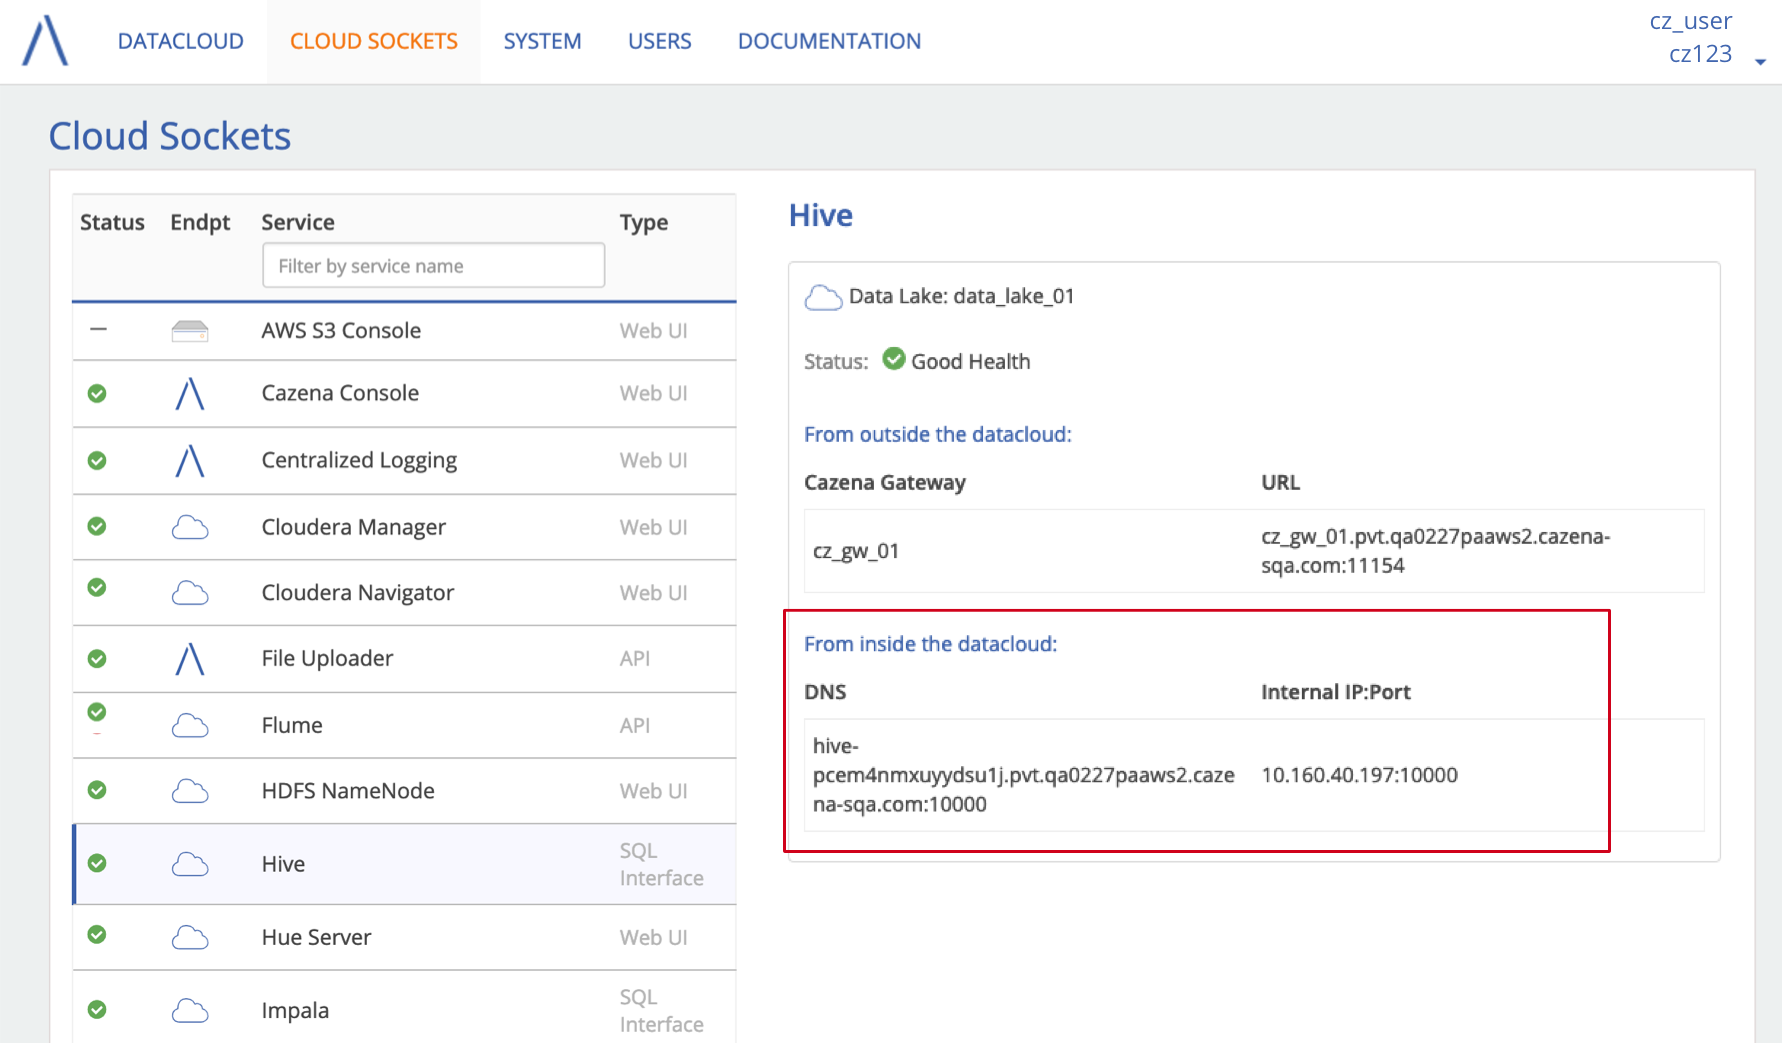 DATACLOUD CLOUD SOCKETS SYSTEM USERS DOCUMENTATION
cz_user
cz123
Cloud Sockets
Status Endpt Service Type
Filter by service name
AWS S3 Console Web UI
Cazena Console Web UI
Centralized Logging Web UI
Cloudera Manager Web UI
Cloudera Navigator Web UI
File Uploader API
Flume API
HDFS NameNode Web UI
Hive SQL
Interface
Hue Server Web UI
Impala SQL
Interface
Hive
Data Lake: data_lake_01
Status: Good Health
From outside the datacloud:
Cazena Gateway URL
cz_gw_01 cz_gw_01.pvt.qa0227paaws2.cazena-
sqa.com:11154
From inside the datacloud:
DNS Internal IP:Port
hive-
pcem4nmxuyydsu1j.pvt.qa0227paaws2.caze 10.160.40.197:10000
na-sqa.com:10000